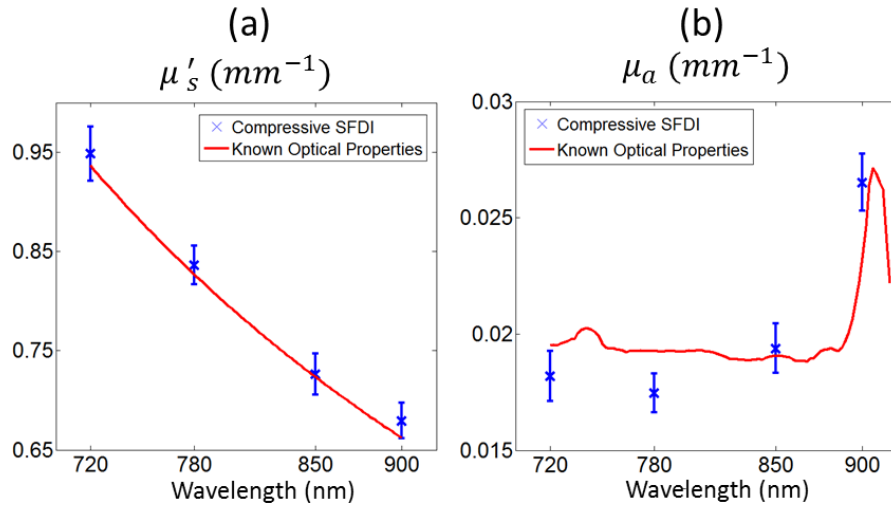 (a)
μ′s (mm⁻¹)
Compressive SFDI
Known Optical Properties
0.95
0.85
0.75
0.65
720 780 850 900
Wavelength (nm)
(b)
μa (mm⁻¹)
Compressive SFDI
Known Optical Properties
0.03
0.025
0.02
0.015
720 780 850 900
Wavelength (nm)